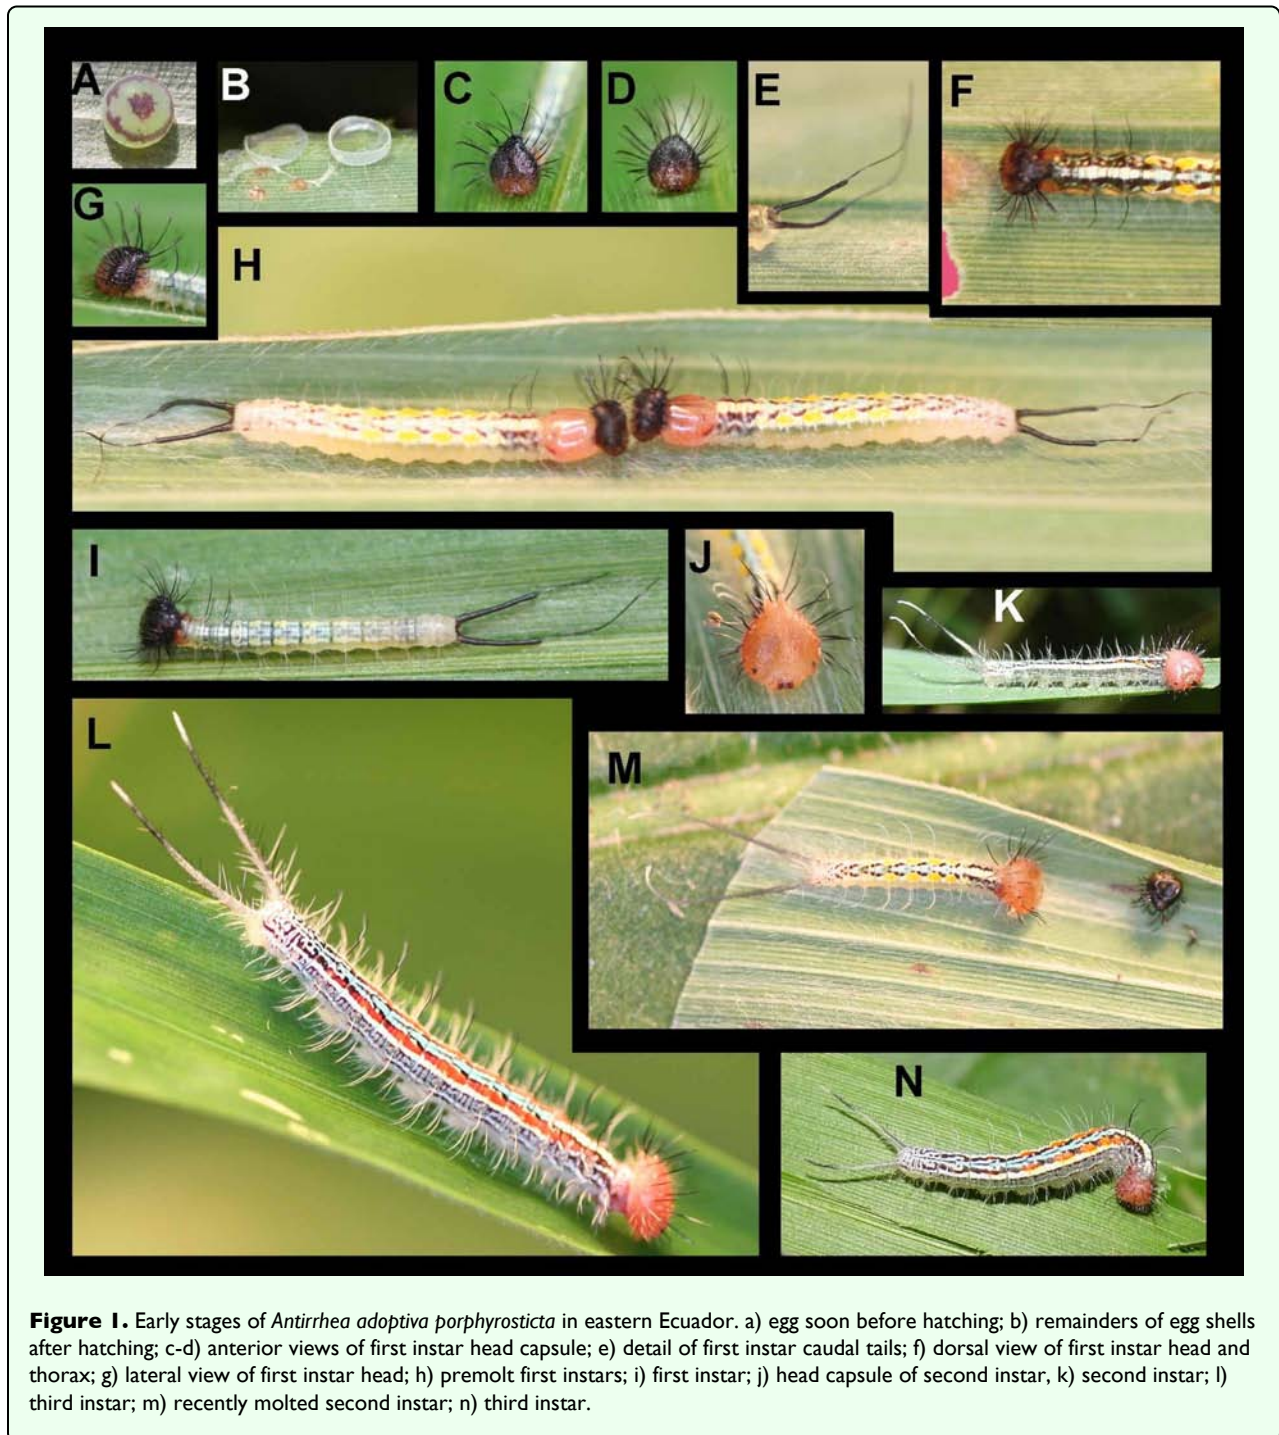 A
B
C
D
E
F
G
H
I
J
K
L
M
N
Figure 1. Early stages of Antirrhea adoptiva porphyrosticta in eastern Ecuador. a) egg soon before hatching; b) remainders of egg shells
after hatching; c-d) anterior views of first instar head capsule; e) detail of first instar caudal tails; f) dorsal view of first instar head and
thorax; g) lateral view of first instar head; h) premolt first instars; i) first instar; j) head capsule of second instar, k) second instar; l)
third instar; m) recently molted second instar; n) third instar.